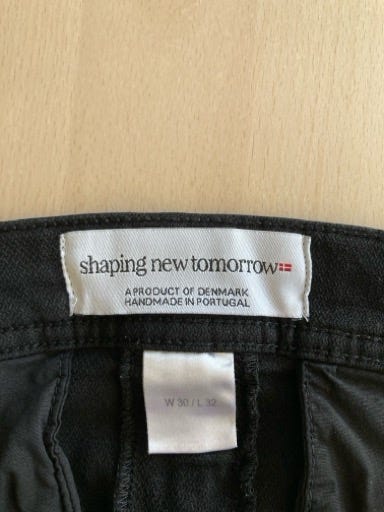 shaping new tomorrow
A PRODUCT OF DENMARK
HANDMADE IN PORTUGAL
W 30 / L 32